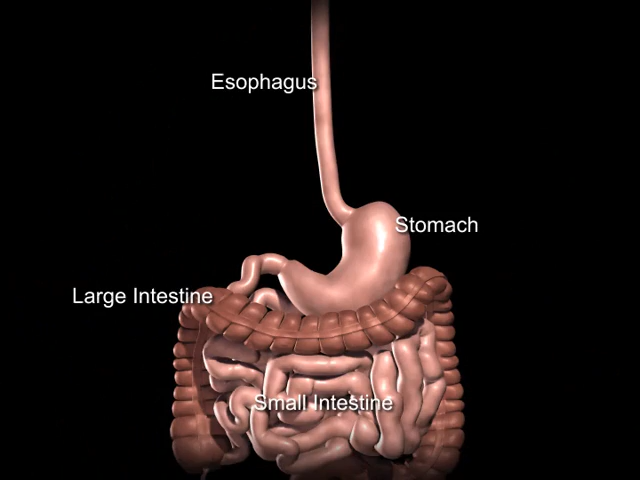 Esophagus
Stomach
Large Intestine
Small Intestine